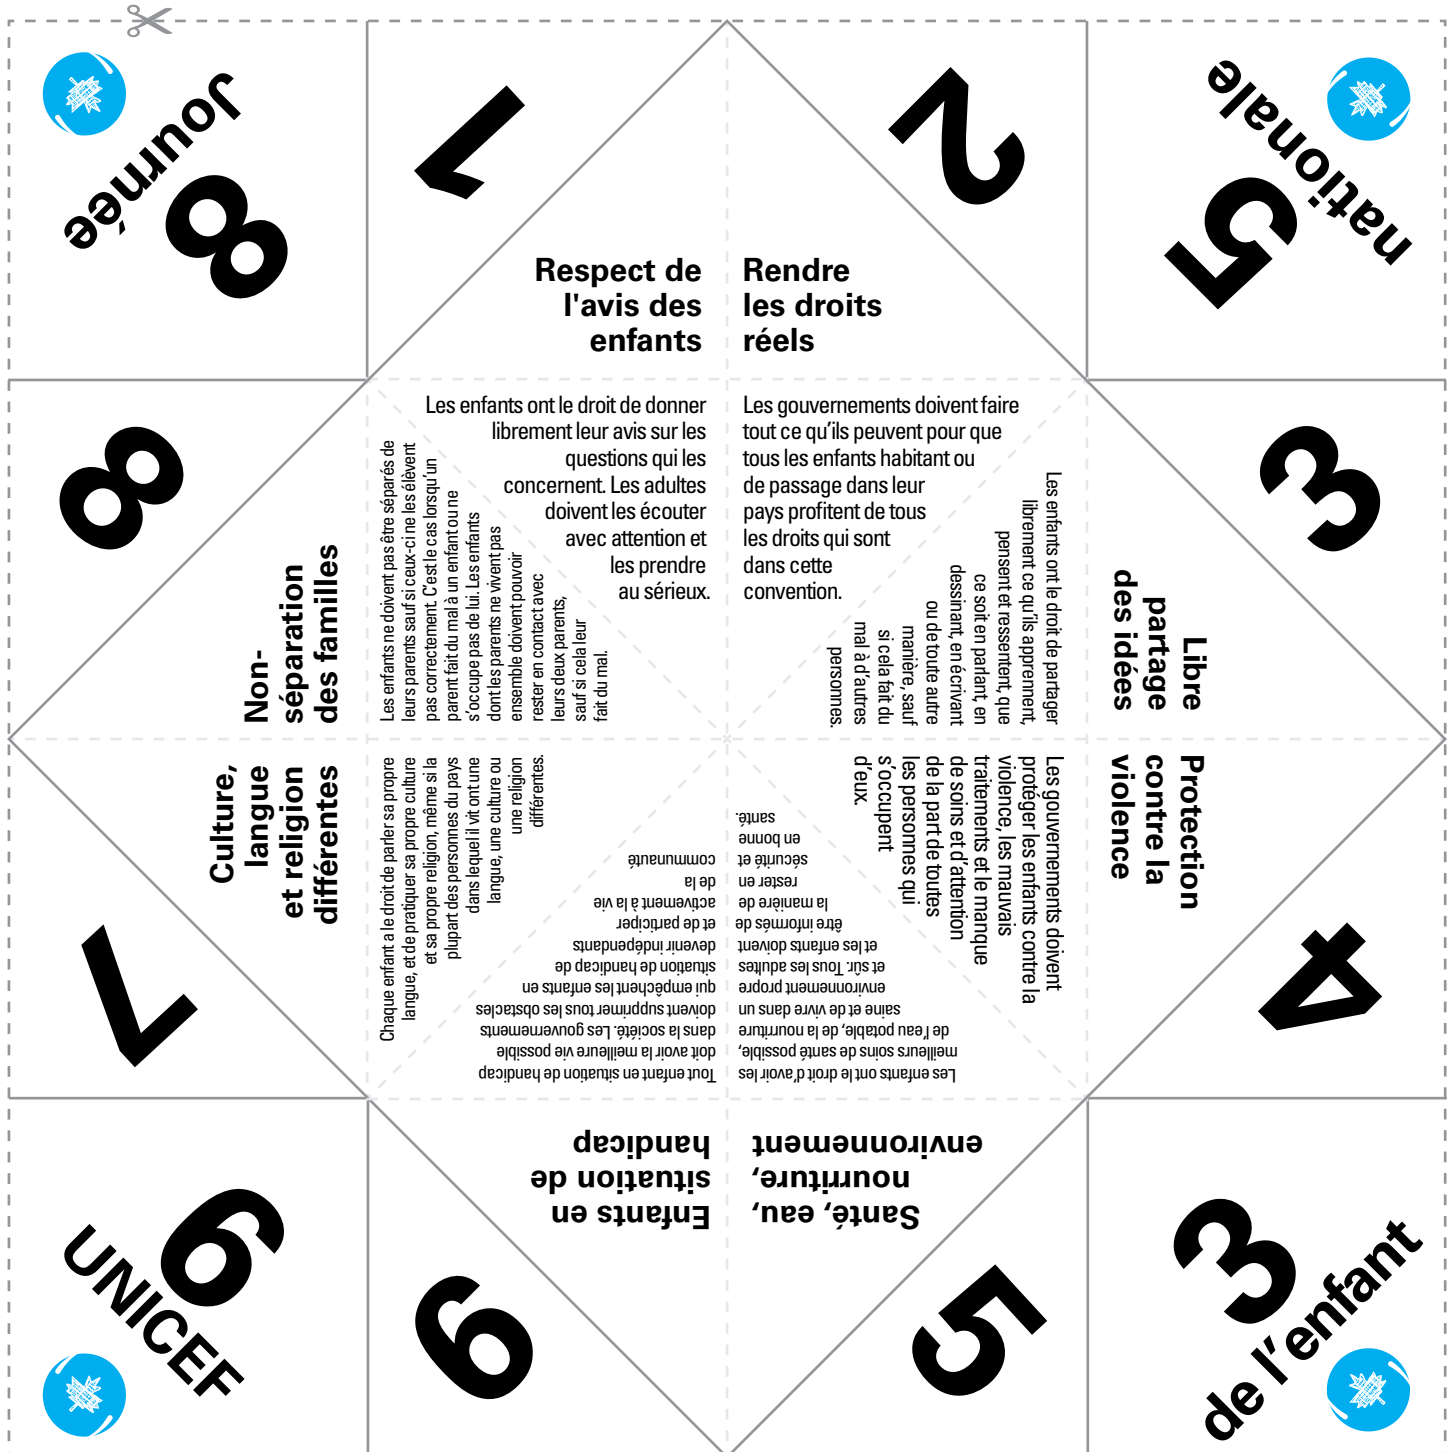 Journée
8
1
Respect de
l'avis des
enfants
Les enfants ont le droit de donner
librement leur avis sur les
questions qui les
concernent. Les adultes
doivent les écouter
avec attention et
les prendre
au sérieux.
2
Rendre
les droits
réels
Les gouvernements doivent faire
tout ce qu'ils peuvent pour que
tous les enfants habitant ou
de passage dans leur
pays profitent de tous
les droits qui sont
dans cette
convention.
nationale
5
3
Libre
partage
des idées
Les enfants ont le droit de partager
librement ce qu'ils apprennent,
pensent et ressentent, que
ce soit en parlant, en
dessinant, en écrivant
ou de toute autre
manière, sauf
si cela fait du
mal à d'autres
personnes.
4
Protection
contre la
violence
Les gouvernements doivent
protéger les enfants contre la
violence, les mauvais
traitements et le manque
de soins et d'attention
de la part de toutes
les personnes qui
s'occupent
d'eux.
3
de l'enfant
5
Santé, eau,
nourriture,
environnement
Les enfants ont le droit d'avoir les
meilleurs soins de santé possible,
de l'eau potable, de la nourriture
saine et de vivre dans un
environnement propre
et sûr. Tous les adultes
et les enfants doivent
être informés de
la manière de
rester en
sécurité et
en bonne
santé.
6
Enfants en
situation de
handicap
Tout enfant en situation de handicap
doit avoir la meilleure vie possible
dans la société. Les gouvernements
doivent supprimer tous les obstacles
qui empêchent les enfants en
situation de handicap de
devenir indépendants
et de participer
activement à la vie
de la
communauté
6
UNICEF
7
Culture,
langue
et religion
différentes
Chaque enfant a le droit de parler sa propre
langue, et de pratiquer sa propre culture
et sa propre religion, même si la
plupart des personnes du pays
dans lequel il vit ont une
langue, une culture ou
une religion
différentes.
8
Non-
séparation
des familles
Les enfants ne doivent pas être séparés de
leurs parents sauf si ceux-ci ne les élèvent
pas correctement. C'est le cas lorsqu'un
parent fait du mal à un enfant ou ne
s'occupe pas de lui. Les enfants
dont les parents ne vivent pas
ensemble doivent pouvoir
rester en contact avec
leurs deux parents,
sauf si cela leur
fait du mal.